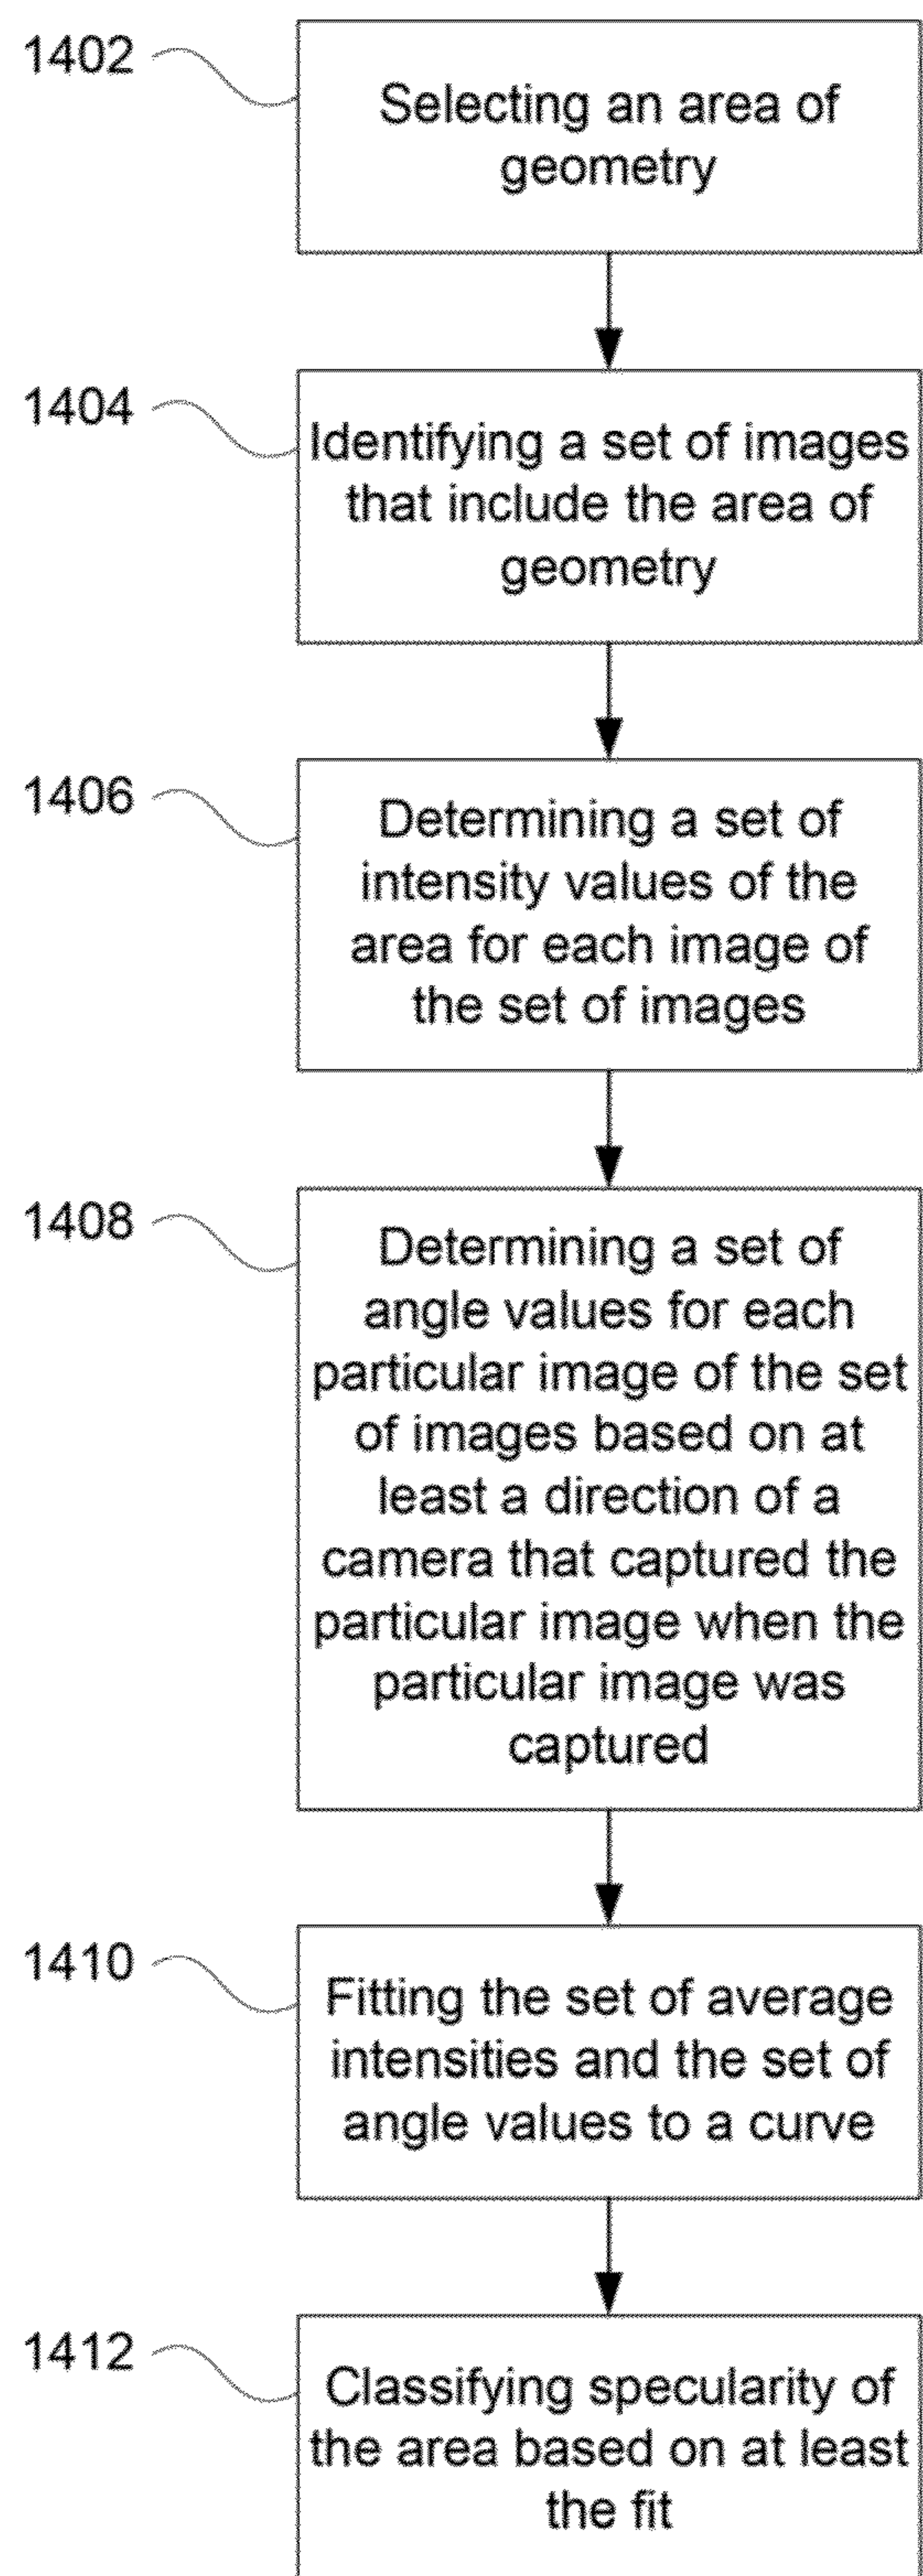 1402
Selecting an area of
geometry
1404
Identifying a set of images
that include the area of
geometry
1406
Determining a set of
intensity values of the
area for each image of
the set of images
1408
Determining a set of
angle values for each
particular image of the set
of images based on at
least a direction of a
camera that captured the
particular image when the
particular image was
captured
1410
Fitting the set of average
intensities and the set of
angle values to a curve
1412
Classifying specularity of
the area based on at least
the fit